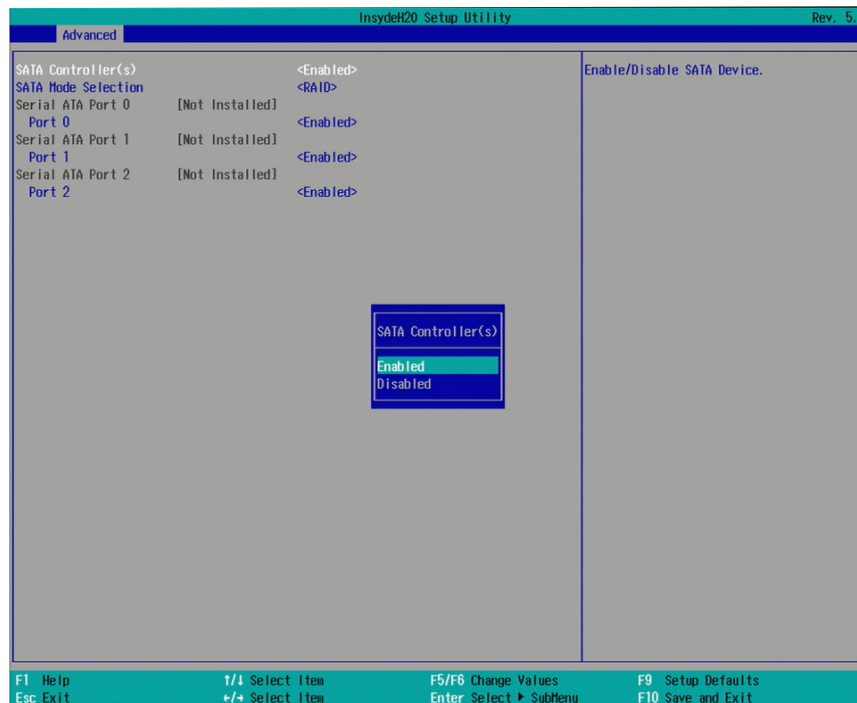 InsydeH20 Setup Utility Rev. 5.
Advanced
SATA Controller(s) <Enabled> Enable/Disable SATA Device.
SATA Mode Selection <RAID>
Serial ATA Port 0 [Not Installed]
Port 0 <Enabled>
Serial ATA Port 1 [Not Installed]
Port 1 <Enabled>
Serial ATA Port 2 [Not Installed]
Port 2 <Enabled>
SATA Controller(s)
Enabled
Disabled
F1 Help ↑/↓ Select Item F5/F6 Change Values F9 Setup Defaults
Esc Exit ←/→ Select Item Enter Select ▶ SubMenu F10 Save and Exit